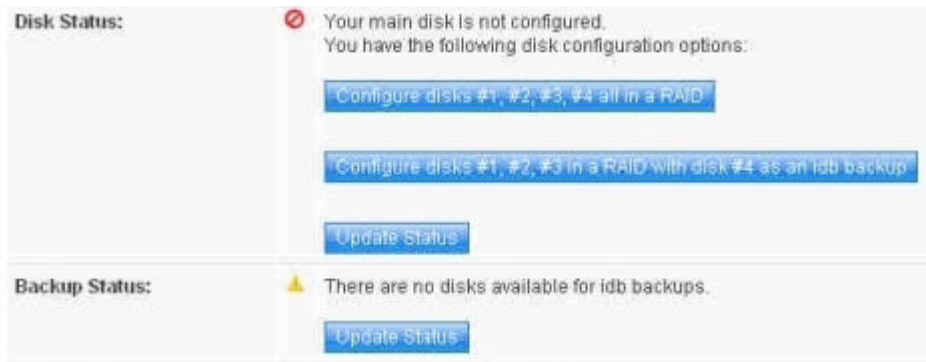 Disk Status:
Your main disk is not configured.
You have the following disk configuration options:
Configure disks #1, #2, #3, #4 all in a RAID
Configure disks #1, #2, #3 in a RAID with disk #4 as an idb backup
Update Status
Backup Status:
There are no disks available for idb backups.
Update Status